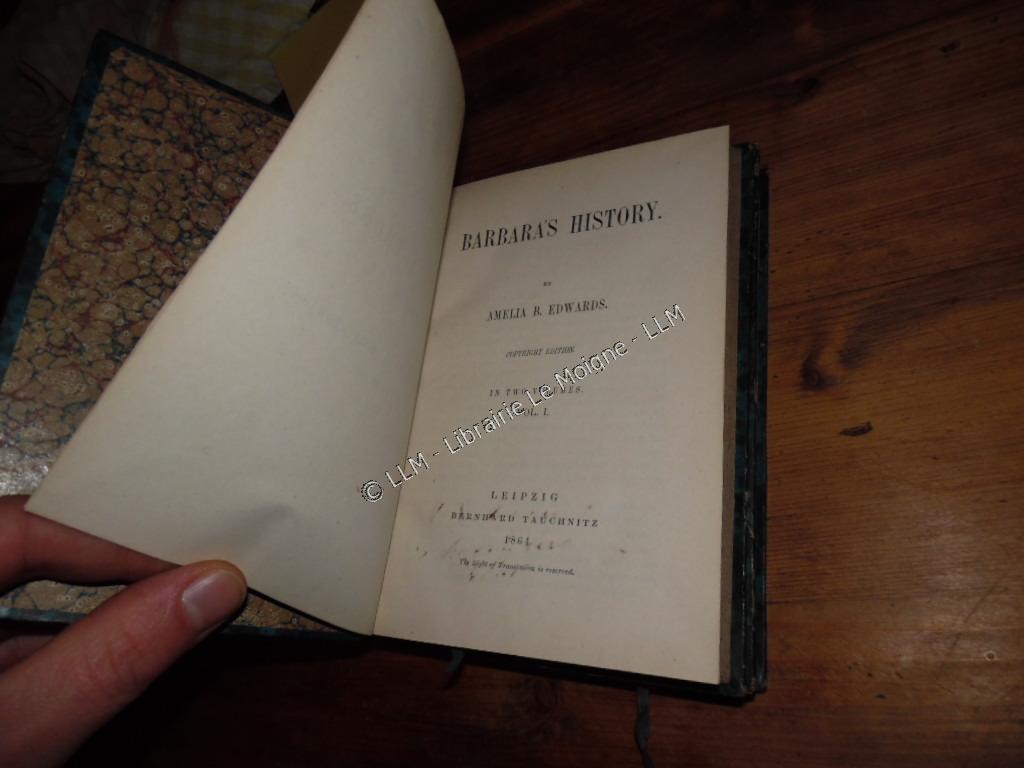 BARBARA'S HISTORY.
BY
AMELIA B. EDWARDS.
COPYRIGHT EDITION.
IN TWO VOLUMES.
VOL. I.
© LLM - Librairie Le Moigne - LLM
LEIPZIG
BERNHARD TAUCHNITZ
1864.
The Right of Translation is reserved.